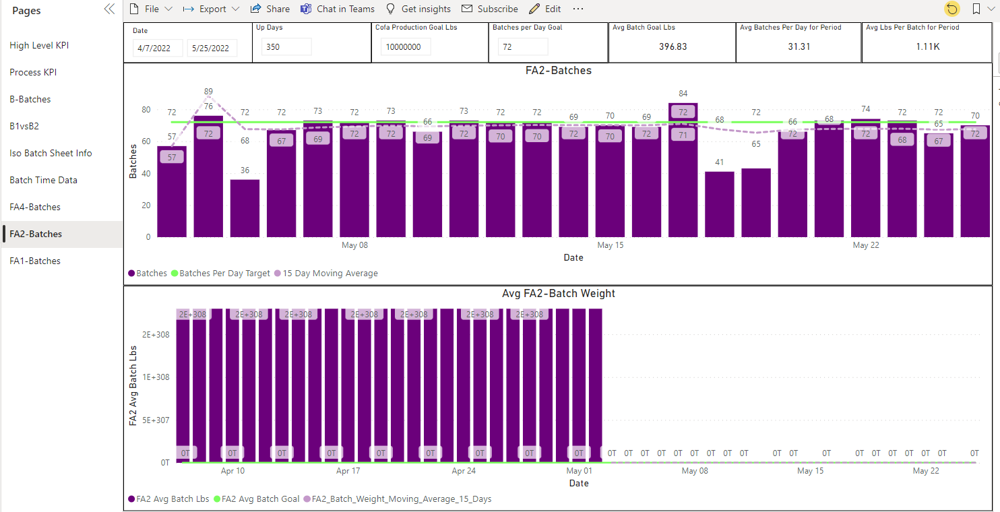 Pages
High Level KPI
Process KPI
B-Batches
B1vsB2
Iso Batch Sheet Info
Batch Time Data
FA4-Batches
FA2-Batches
FA1-Batches
File Export Share Chat in Teams Get insights Subscribe Edit ...
Date
4/7/2022 5/25/2022
Up Days
350
Cofa Production Goal Lbs
10000000
Batches per Day Goal
72
Avg Batch Goal Lbs
396.83
Avg Batches Per Day for Period
31.31
Avg Lbs Per Batch for Period
1.11K
FA2-Batches
Batches
80
60
40
20
0
89
84
72 76 72 72 73 72 73 66 73 72 72 69 70 69 72 68 72 66 68 74 72 72 65 70
57 68 65
57 72 67 69 72 72 69 72 70 70 72 70 72 71 72 72 68 67 72
36 41
May 08 May 15 May 22
Date
Batches Batches Per Day Target 15 Day Moving Average
Avg FA2-Batch Weight
FA2 Avg Batch Lbs
2E+308
1E+308
5E+307
0T
2E+308 2E+308 2E+308 2E+308 2E+308 2E+308 2E+308
0T 0T 0T 0T 0T 0T 0T 0T 0T 0T 0T 0T 0T 0T 0T 0T 0T 0T 0T 0T 0T 0T 0T 0T 0T 0T 0T 0T
Apr 10 Apr 17 Apr 24 May 01 May 08 May 15 May 22
Date
FA2 Avg Batch Lbs FA2 Avg Batch Goal FA2_Batch_Weight_Moving_Average_15_Days